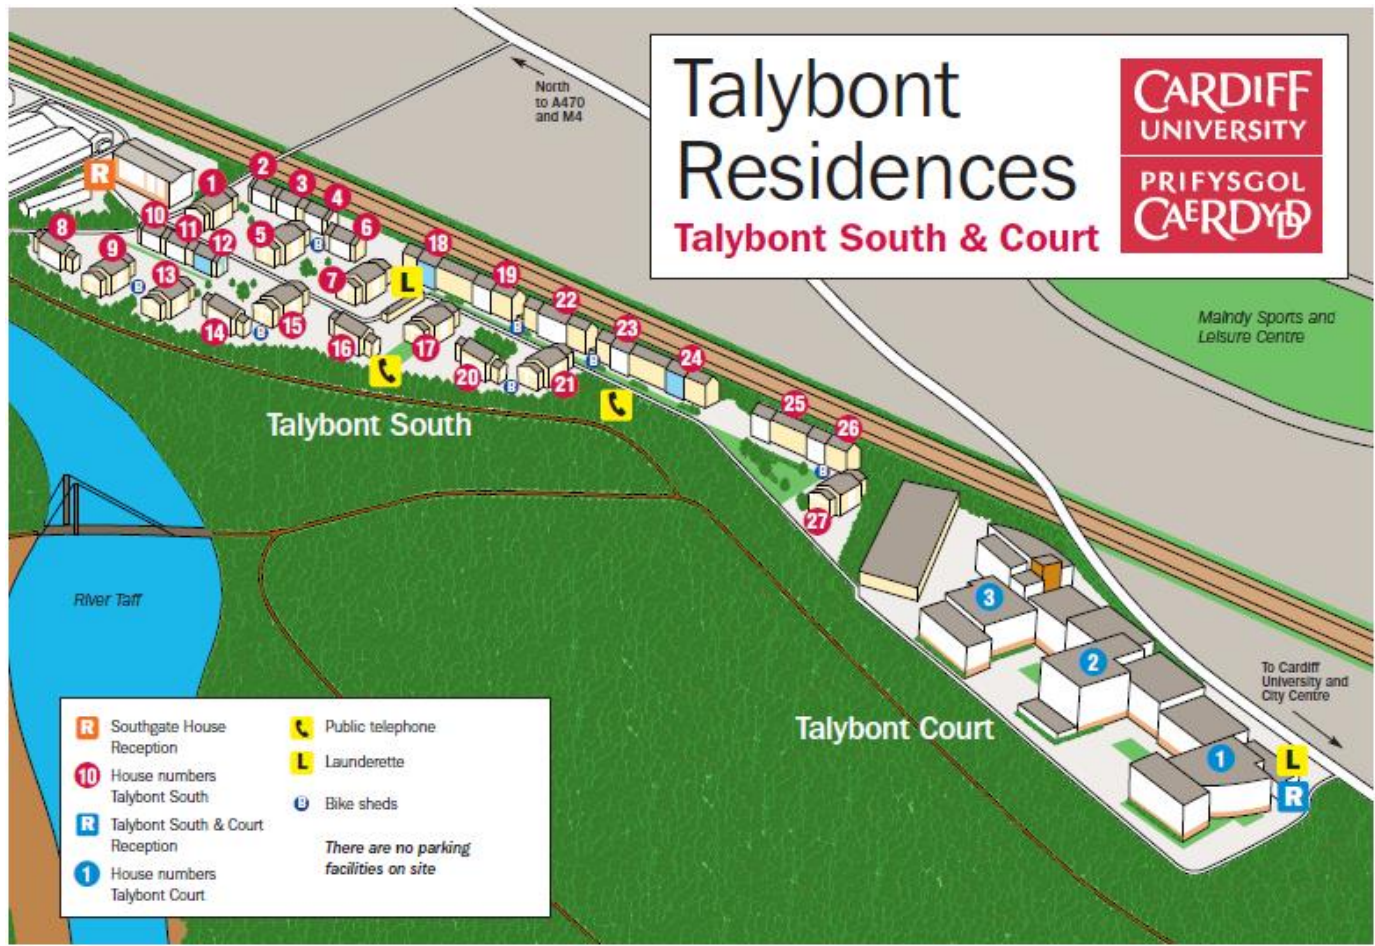 Talybont
Residences
Talybont South & Court
CARDIFF
UNIVERSITY
PRIFYSGOL
CAERDYDD
North
to A470
and M4
Maindy Sports and
Leisure Centre
R
1
2
3
4
5
6
7
8
9
10
11
12
13
14
15
16
17
18
19
20
21
22
23
24
25
26
27
L
B
B
B
B
B
B
B
Talybont South
River Taff
3
2
1
Talybont Court
To Cardiff
University and
City Centre
L
R
R Southgate House
Reception
10 House numbers
Talybont South
R Talybont South & Court
Reception
1 House numbers
Talybont Court
Public telephone
L Launderette
B Bike sheds
There are no parking
facilities on site